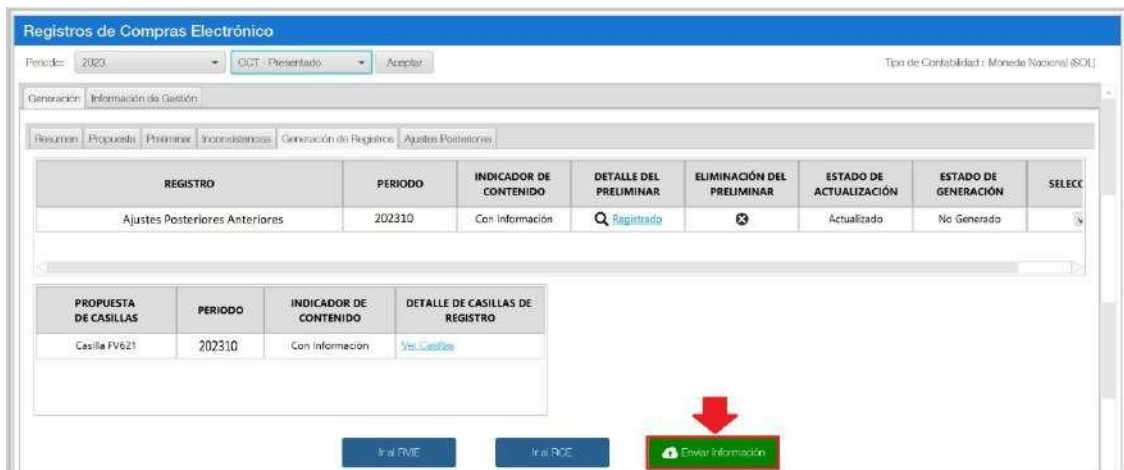 Registros de Compras Electrónico
Periodo: 2023 OCT - Presentado Aceptar Tipo de Contabilidad : Moneda Nacional (SOL)
Generación Información de Gestión
Resumen Propuesta Preliminar Inconsistencias Generación de Registros Ajustes Posteriores
REGISTRO PERIODO INDICADOR DE CONTENIDO DETALLE DEL PRELIMINAR ELIMINACIÓN DEL PRELIMINAR ESTADO DE ACTUALIZACIÓN ESTADO DE GENERACIÓN SELECC
Ajustes Posteriores Anteriores 202310 Con Información Registrado Actualizado No Generado
PROPUESTA DE CASILLAS PERIODO INDICADOR DE CONTENIDO DETALLE DE CASILLAS DE REGISTRO
Casilla FV621 202310 Con Información Ver Casillas
Ir al RVIE Ir al RCE Enviar Información